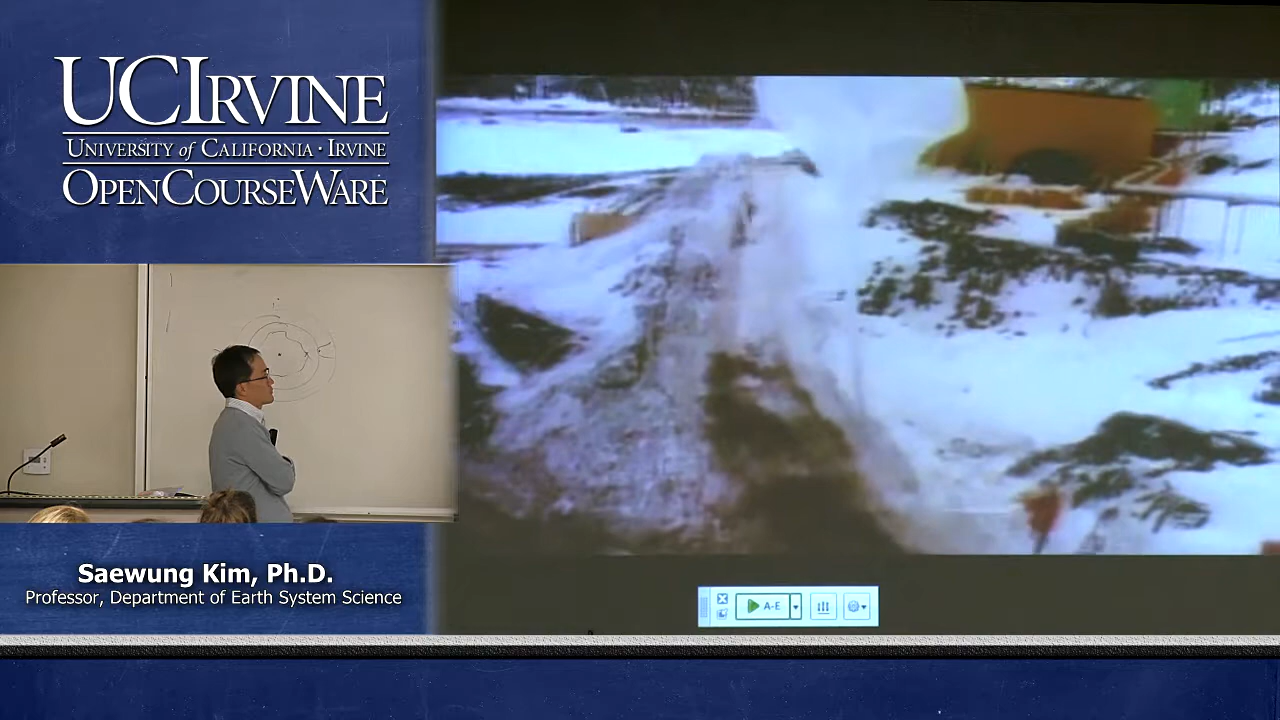 UCIRVINE
UNIVERSITY of CALIFORNIA · IRVINE
OPENCOURSEWARE
Saewung Kim, Ph.D.
Professor, Department of Earth System Science
A-E